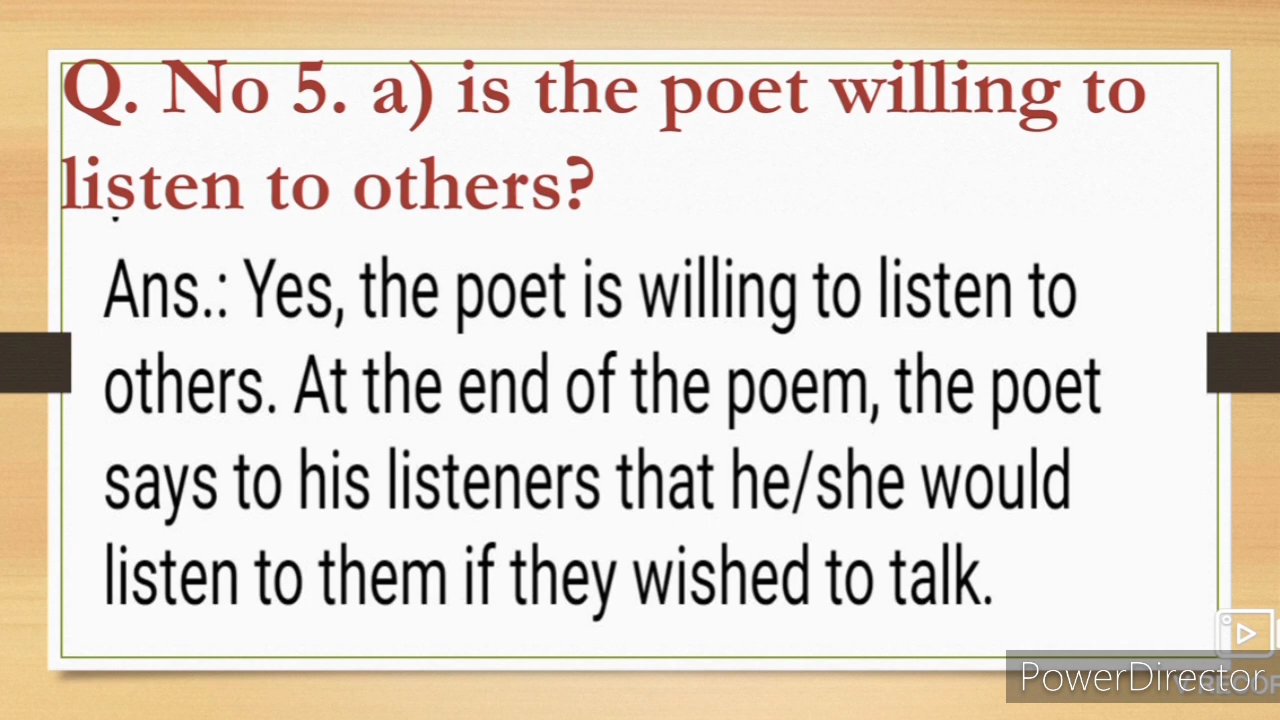 Q. No 5. a) is the poet willing to
listen to others?
Ans.: Yes, the poet is willing to listen to
others. At the end of the poem, the poet
says to his listeners that he/she would
listen to them if they wished to talk.
PowerDirector